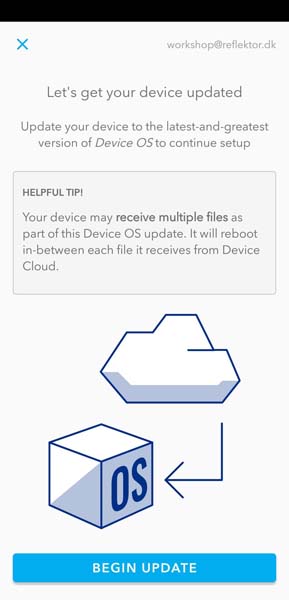 workshop@reflektor.dk
Let's get your device updated
Update your device to the latest-and-greatest
version of Device OS to continue setup
HELPFUL TIP!
Your device may receive multiple files as
part of this Device OS update. It will reboot
in-between each file it receives from Device
Cloud.
OS
BEGIN UPDATE